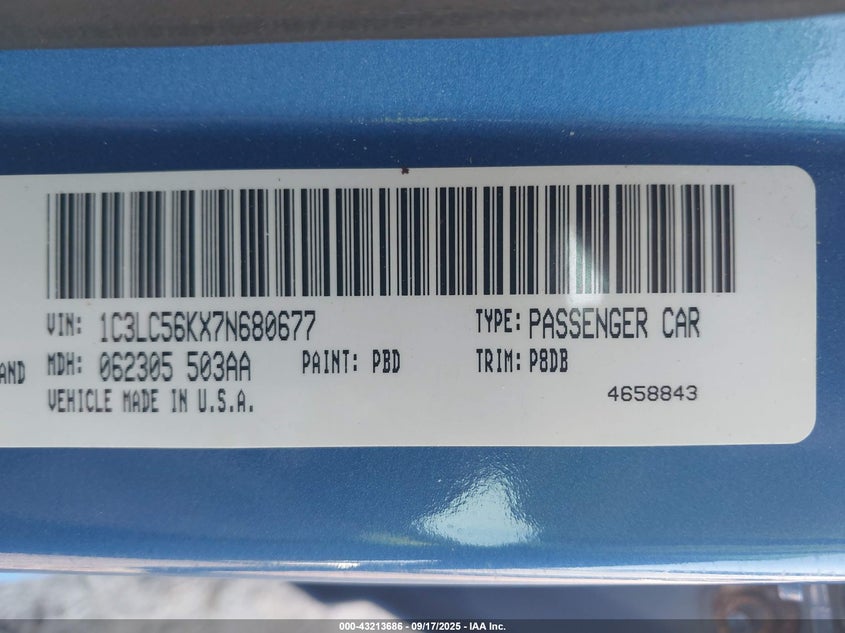 VIN: 1C3LC56KX7N680677 TYPE: PASSENGER CAR
AND MDH: 062305 503AA PAINT: PBD TRIM: P8DB
VEHICLE MADE IN U.S.A. 4658843
000-43213686 - 09/17/2025 - IAA Inc.